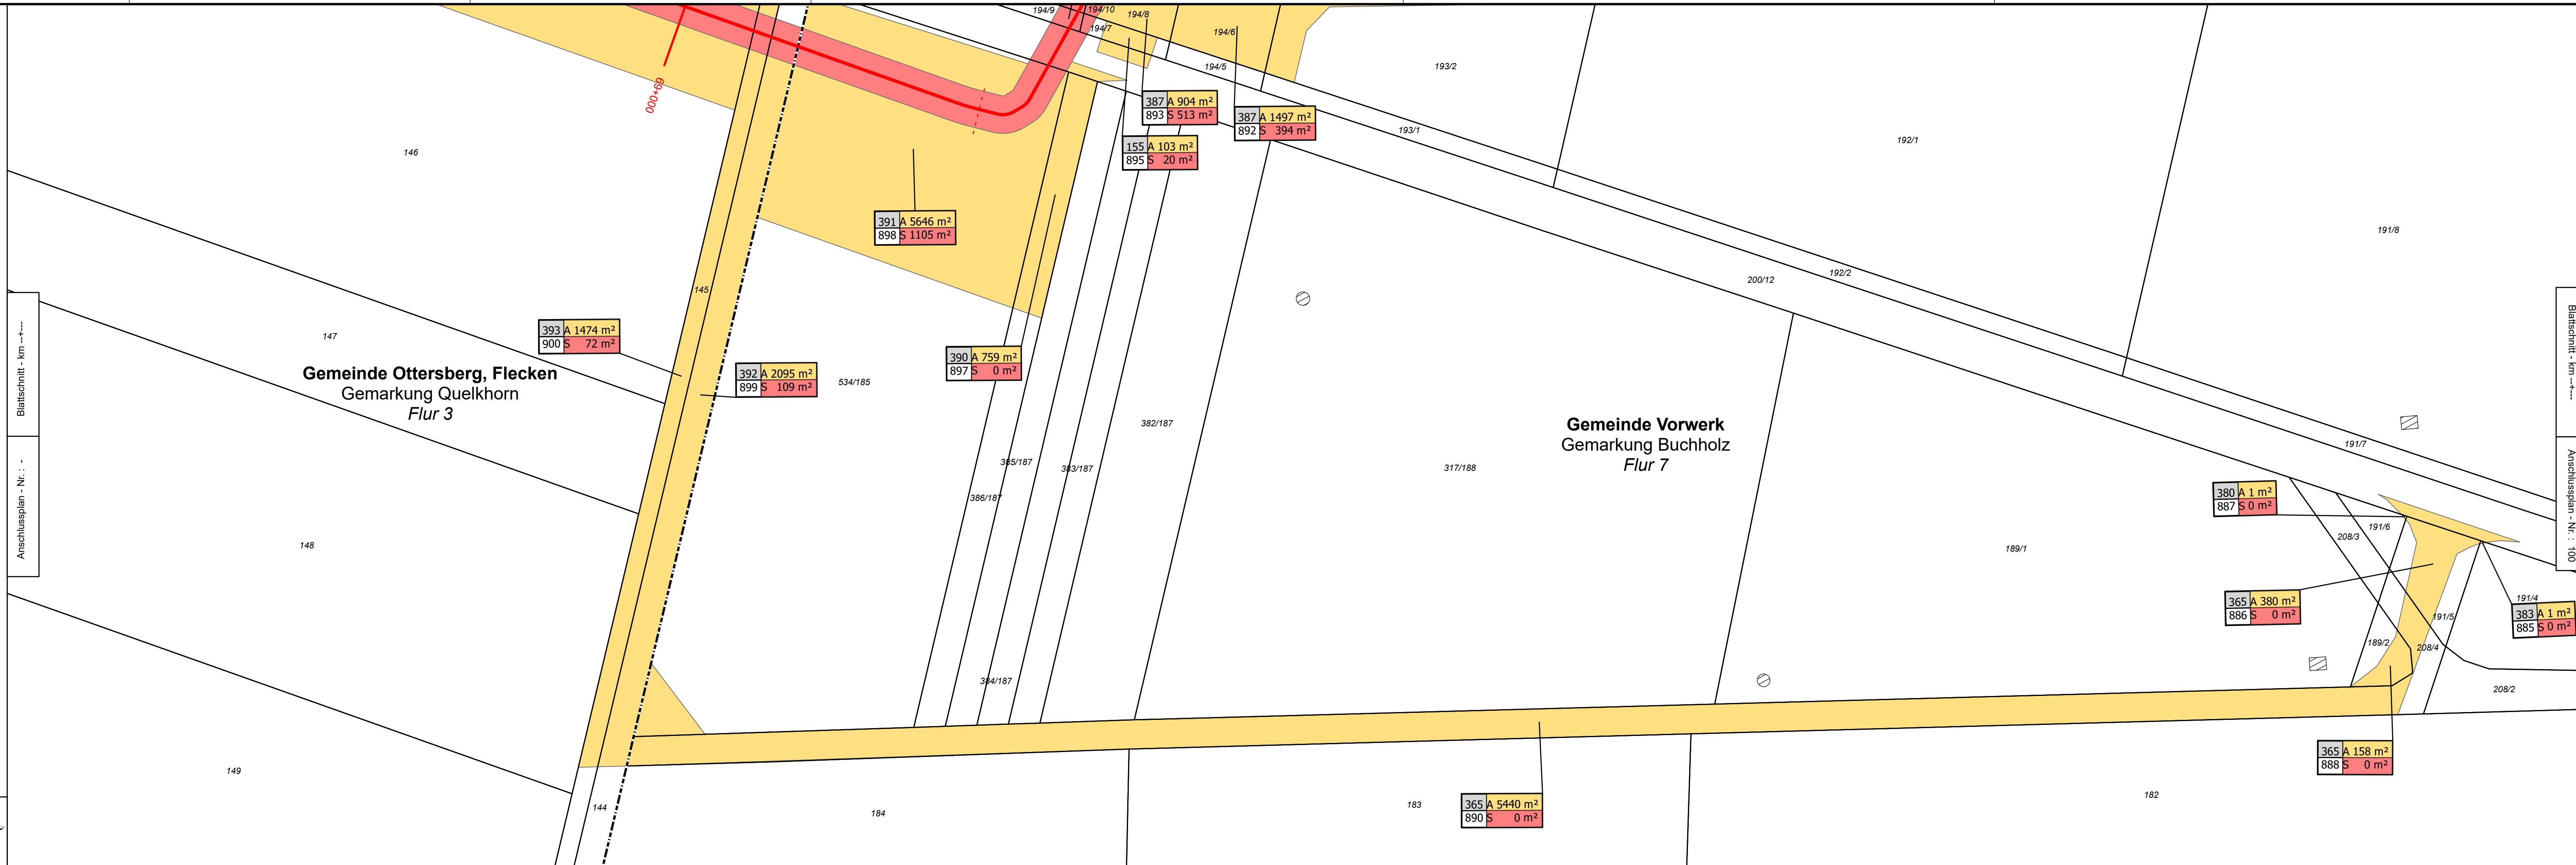 194/9
194/10
194/8
194/7
194/6
194/5
193/2
193/1
192/1
191/8
192/2
200/12
000+69
387 A 904 m²
893 S 513 m²
387 A 1497 m²
892 S 394 m²
155 A 103 m²
895 S 20 m²
146
391 A 5646 m²
898 S 1105 m²
145
147
393 A 1474 m²
900 S 72 m²
Gemeinde Ottersberg, Flecken
Gemarkung Quelkhorn
Flur 3
392 A 2095 m²
899 S 109 m²
534/185
390 A 759 m²
897 S 0 m²
382/187
385/187
383/187
386/187
384/187
Gemeinde Vorwerk
Gemarkung Buchholz
Flur 7
317/188
191/7
380 A 1 m²
887 S 0 m²
191/6
208/3
189/1
148
365 A 380 m²
886 S 0 m²
191/4
383 A 1 m²
885 S 0 m²
191/5
189/2
208/4
208/2
365 A 158 m²
888 S 0 m²
149
144
184
183
365 A 5440 m²
890 S 0 m²
182
Blattschnitt - km --+---
Anschlussplan - Nr. : -
Blattschnitt - km --+---
Anschlussplan - Nr. : 100